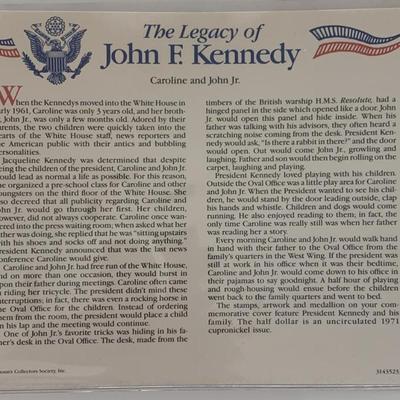 The Legacy of
John F. Kennedy
Caroline and John Jr.
When the Kennedys moved into the White House in
arly 1961, Caroline was only 3 years old, and her broth-
r, John Jr., was only a few months old. Adored by their
arents, the two children were quickly taken into the
earts of the White House staff, news reporters and
he American public with their antics and bubbling
ersonalities.
Jacqueline Kennedy was determined that despite
eing the children of the president, Caroline and John Jr.
ould lead as normal a life as possible. For this reason,
he organized a pre-school class for Caroline and other
oungsters on the third floor of the White House. She
so decreed that all publicity regarding Caroline and
ohn Jr. would go through her first. Her children,
owever, did not always cooperate. Caroline once wan-
ered into the press waiting room; when asked what her
ther was doing, she replied that he was "sitting upstairs
ith his shoes and socks off and not doing anything."
resident Kennedy announced that was the last news
onference Caroline would give.
Caroline and John Jr. had free run of the White House,
nd on more than one occasion, they would burst in
pon their father during meetings. Caroline often came
 riding her tricycle. The president didn't mind these
terruptions; in fact, there was even a rocking horse in
e Oval Office for the children. Instead of ordering
em from the room, the president would place a child
n his lap and the meeting would continue.
One of John Jr.'s favorite tricks was hiding in his fa-
her's desk in the Oval Office. The desk, made from the
timbers of the British warship H.M.S. Resolute, had a
hinged panel in the side which opened like a door. John
Jr. would open this panel and hide inside. When his
father was talking with his advisors, they often heard a
scratching noise coming from the desk. President Ken-
nedy would ask, "Is there a rabbit in there?" and the door
would open. Out would come John Jr., growling and
laughing. Father and son would then begin rolling on the
carpet, laughing and playing.
President Kennedy loved playing with his children.
Outside the Oval Office was a little play area for Caroline
and John Jr. When the President wanted to see his chil-
dren, he would stand by the door leading outside, clap
his hands and whistle. Children and dogs would come
running. He also enjoyed reading to them; in fact, the
only time Caroline was really still was when her father
was reading her a story.
Every morning Caroline and John Jr. would walk hand
in hand with their father to the Oval Office from the
family's quarters in the West Wing. If the president was
still at work in his office when it was their bedtime,
Caroline and John Jr. would come down to his office in
their pajamas to say goodnight. A half hour of playing
and rough-housing would ensue before the children
went back to the family quarters and went to bed.
The stamps, artwork and medallion on your com-
memorative cover feature President Kennedy and his
family. The half dollar is an uncirculated 1971
cupronickel issue.
Collectors Society, Inc.
3143523